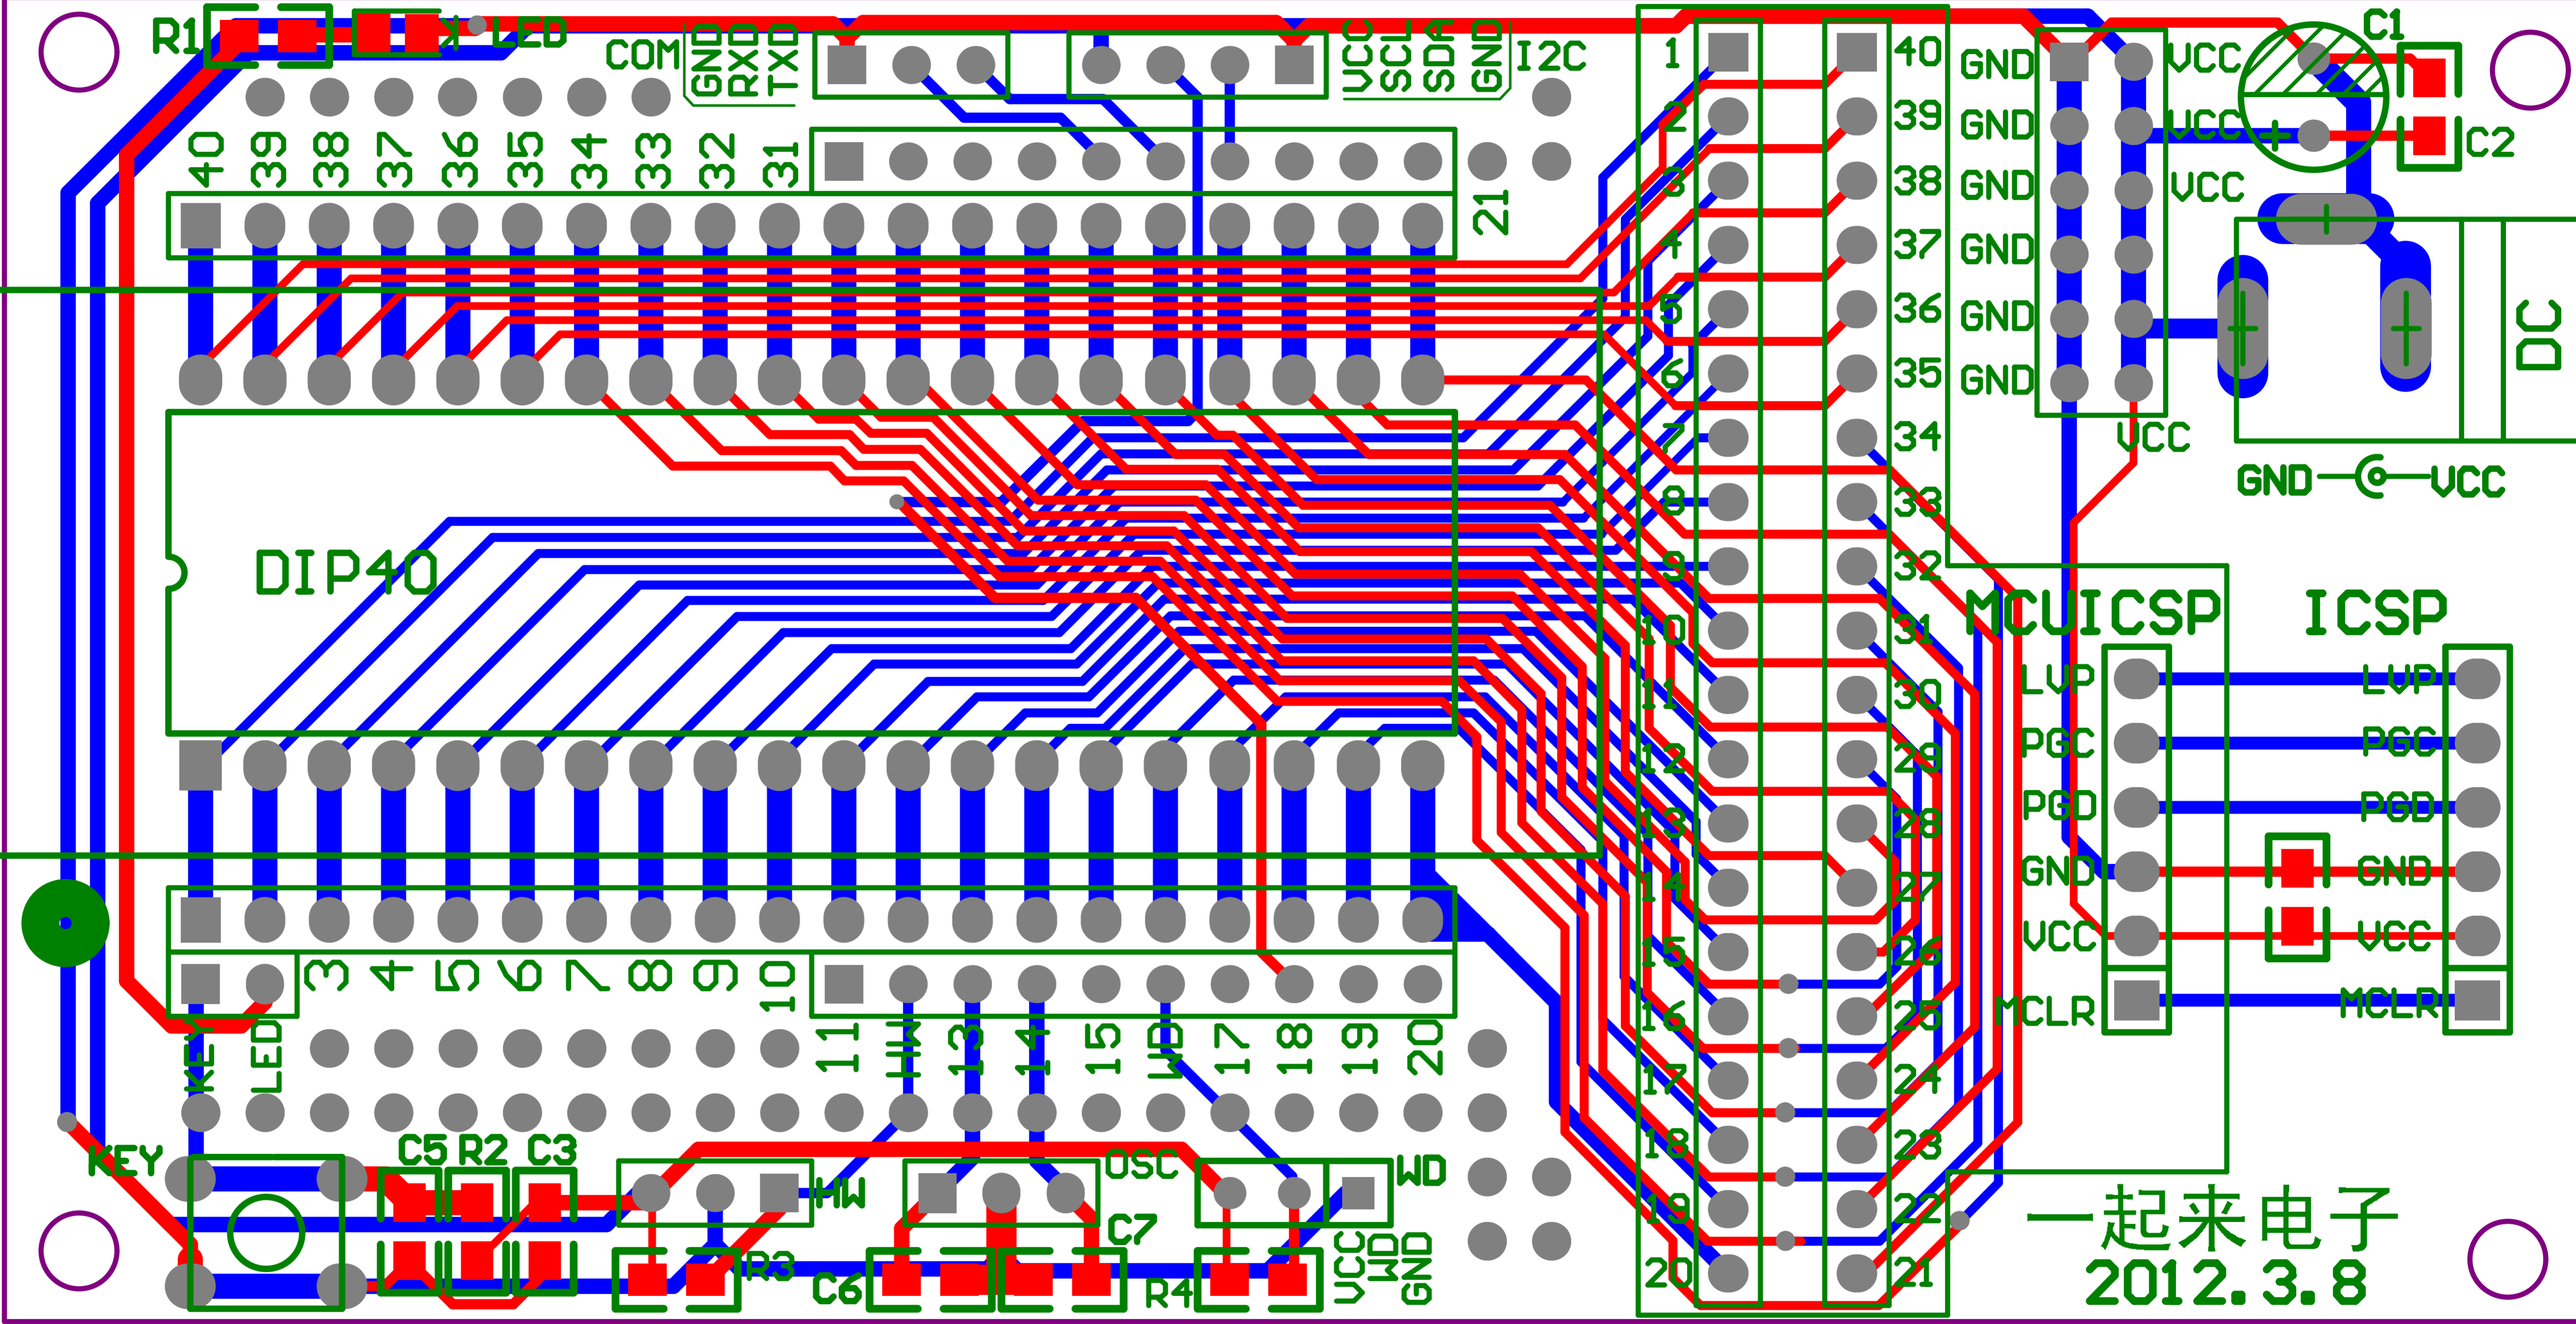 R1
LED
COM
GND
RXD
TXD
VCC
SCL
SDA
GND
I2C
40
39
38
37
36
35
34
33
32
31
21
DIP40
3
4
5
6
7
8
9
10
11
HW
13
14
15
WD
17
18
19
20
KEY
LED
KEY
C5
R2
C3
HW
R3
OSC
C6
C7
R4
WD
VCC
WD
GND
1
2
3
4
5
6
7
8
9
10
11
12
13
14
15
16
17
18
19
20
40
39
38
37
36
35
34
33
32
31
30
29
28
27
26
25
24
23
22
21
GND
GND
GND
GND
GND
GND
VCC
VCC
VCC
VCC
C1
C2
+
DC
GND
VCC
MCUICSP
LVP
PGC
PGD
GND
VCC
MCLR
ICSP
LVP
PGC
PGD
GND
VCC
MCLR
一起来电子
2012.3.8